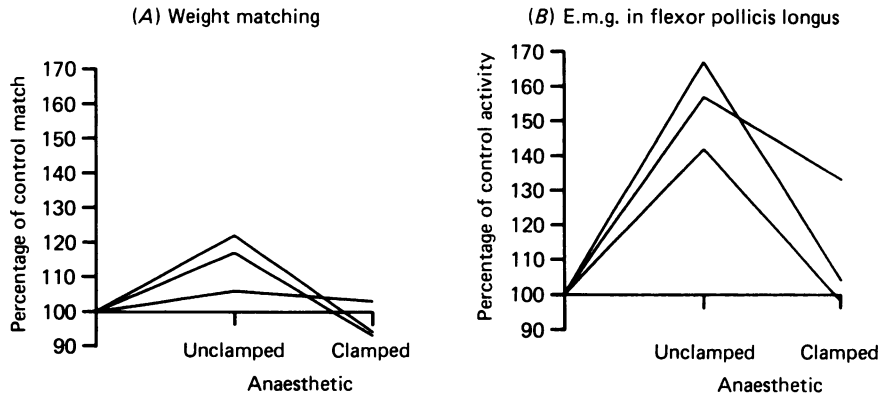 (A) Weight matching
Percentage of control match
170
160
150
140
130
120
110
100
90
Unclamped
Clamped
Anaesthetic
(B) E.m.g. in flexor pollicis longus
Percentage of control activity
170
160
150
140
130
120
110
100
90
Unclamped
Clamped
Anaesthetic